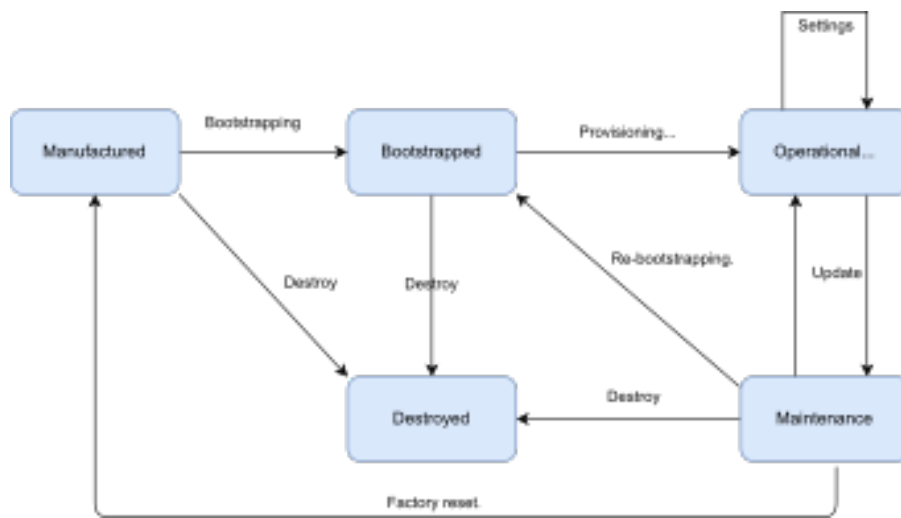 Settings
Bootstrapping
Provisioning...
Manufactured
Bootstrapped
Operational...
Re-bootstrapping.
Destroy
Destroy
Update
Destroy
Destroyed
Maintenance
Factory reset.